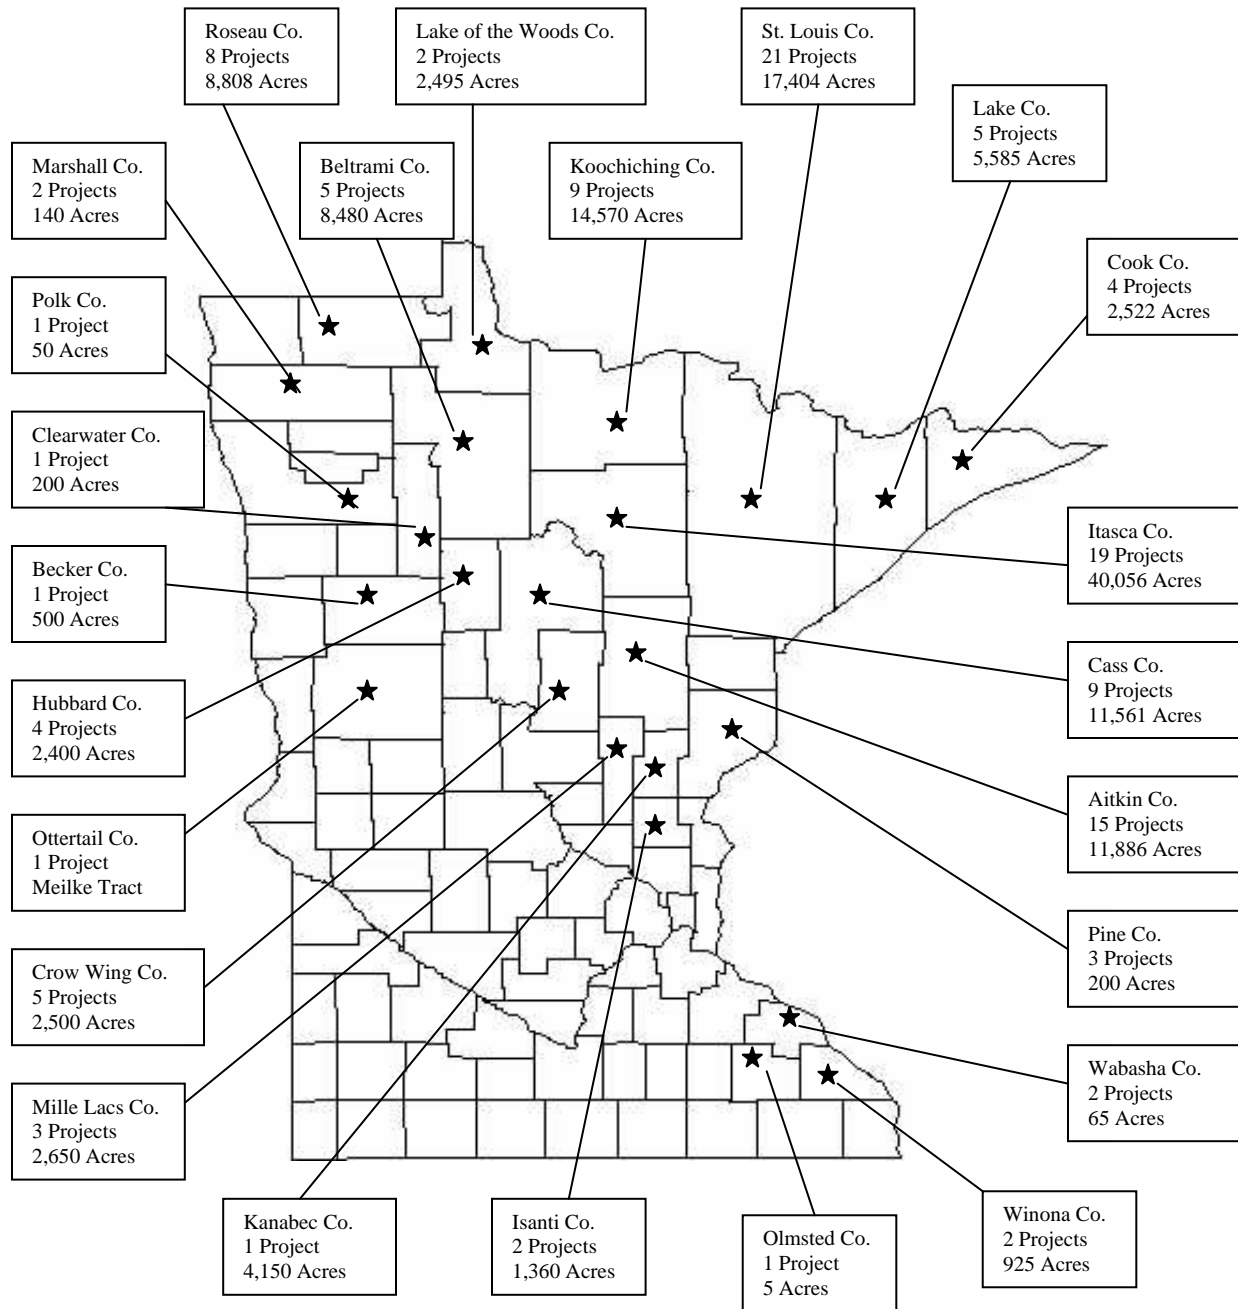 Roseau Co.
8 Projects
8,808 Acres
Lake of the Woods Co.
2 Projects
2,495 Acres
St. Louis Co.
21 Projects
17,404 Acres
Lake Co.
5 Projects
5,585 Acres
Marshall Co.
2 Projects
140 Acres
Beltrami Co.
5 Projects
8,480 Acres
Koochiching Co.
9 Projects
14,570 Acres
Cook Co.
4 Projects
2,522 Acres
Polk Co.
1 Project
50 Acres
Clearwater Co.
1 Project
200 Acres
Itasca Co.
19 Projects
40,056 Acres
Becker Co.
1 Project
500 Acres
Cass Co.
9 Projects
11,561 Acres
Hubbard Co.
4 Projects
2,400 Acres
Aitkin Co.
15 Projects
11,886 Acres
Ottertail Co.
1 Project
Meilke Tract
Pine Co.
3 Projects
200 Acres
Crow Wing Co.
5 Projects
2,500 Acres
Wabasha Co.
2 Projects
65 Acres
Mille Lacs Co.
3 Projects
2,650 Acres
Kanabec Co.
1 Project
4,150 Acres
Isanti Co.
2 Projects
1,360 Acres
Olmsted Co.
1 Project
5 Acres
Winona Co.
2 Projects
925 Acres